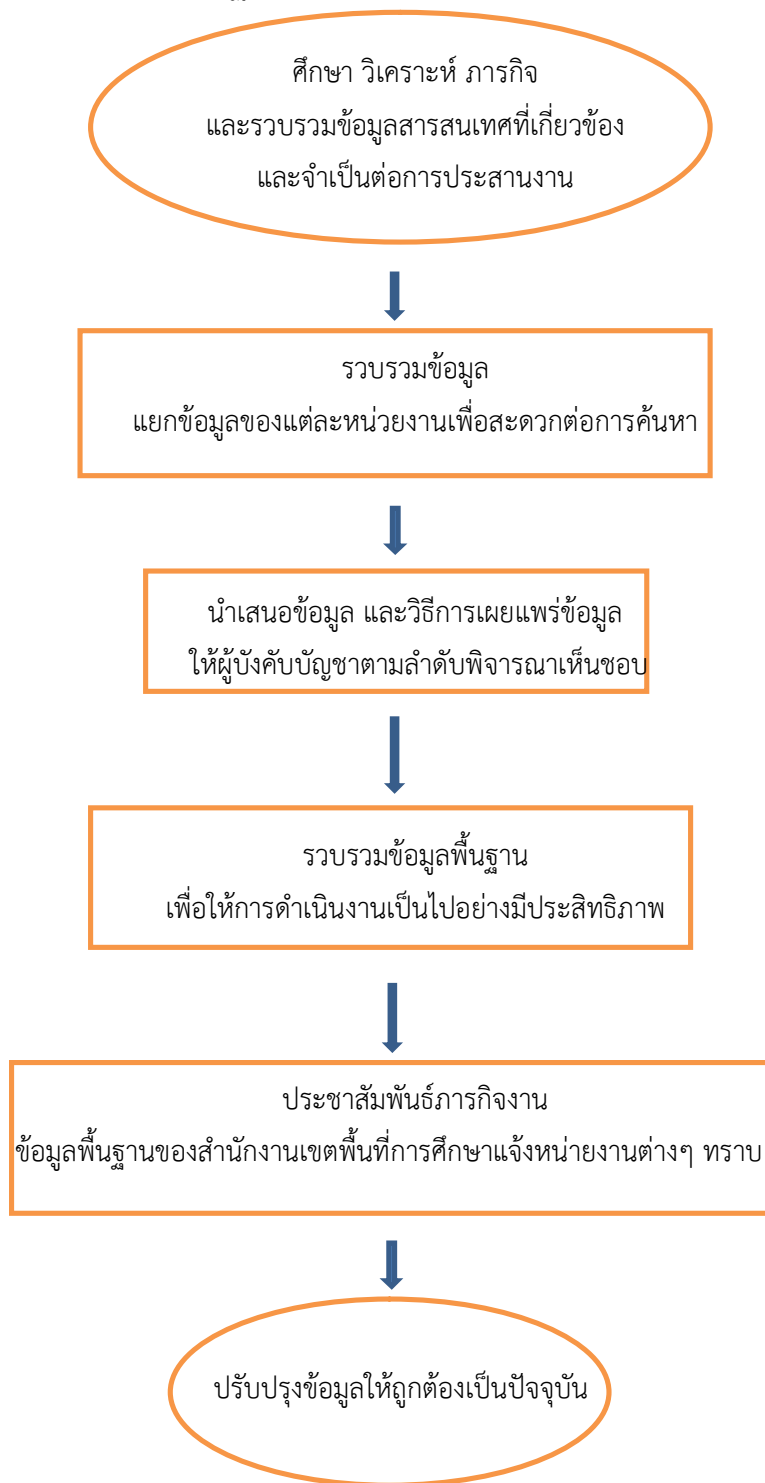 ศึกษา วิเคราะห์ ภารกิจ
และรวบรวมข้อมูลสารสนเทศที่เกี่ยวข้อง
และจำเป็นต่อการประสานงาน
รวบรวมข้อมูล
แยกข้อมูลของแต่ละหน่วยงานเพื่อสะดวกต่อการค้นหา
นำเสนอข้อมูล และวิธีการเผยแพร่ข้อมูล
ให้ผู้บังคับบัญชาตามลำดับพิจารณาเห็นชอบ
รวบรวมข้อมูลพื้นฐาน
เพื่อให้การดำเนินงานเป็นไปอย่างมีประสิทธิภาพ
ประชาสัมพันธ์ภารกิจงาน
ข้อมูลพื้นฐานของสำนักงานเขตพื้นที่การศึกษาแจ้งหน่ายงานต่างๆ ทราบ
ปรับปรุงข้อมูลให้ถูกต้องเป็นปัจจุบัน